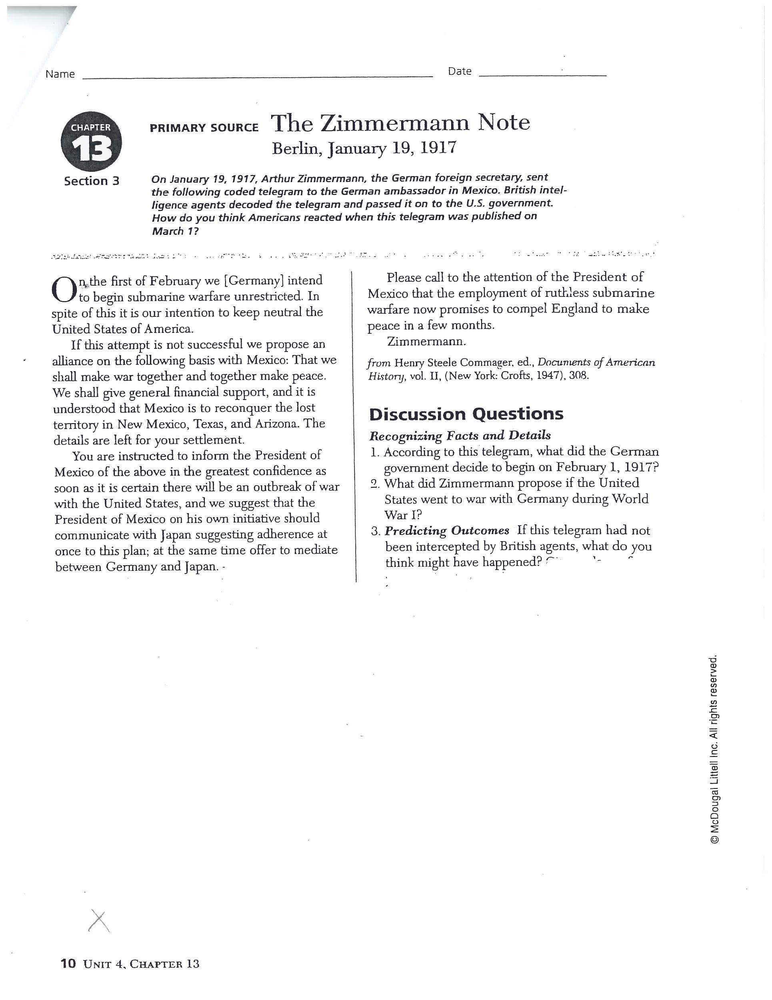 Name
Date
CHAPTER
13
Section 3
PRIMARY SOURCE The Zimmermann Note
Berlin, January 19, 1917
On January 19, 1917, Arthur Zimmermann, the German foreign secretary, sent
the following coded telegram to the German ambassador in Mexico. British intel-
ligence agents decoded the telegram and passed it on to the U.S. government.
How do you think Americans reacted when this telegram was published on
March 1?
On the first of February we [Germany] intend
to begin submarine warfare unrestricted. In
spite of this it is our intention to keep neutral the
United States of America.
If this attempt is not successful we propose an
alliance on the following basis with Mexico: That we
shall make war together and together make peace.
We shall give general financial support, and it is
understood that Mexico is to reconquer the lost
territory in New Mexico, Texas, and Arizona. The
details are left for your settlement.
You are instructed to inform the President of
Mexico of the above in the greatest confidence as
soon as it is certain there will be an outbreak of war
with the United States, and we suggest that the
President of Mexico on his own initiative should
communicate with Japan suggesting adherence at
once to this plan; at the same time offer to mediate
between Germany and Japan.
Please call to the attention of the President of
Mexico that the employment of ruthless submarine
warfare now promises to compel England to make
peace in a few months.
Zimmermann.
from Henry Steele Commager, ed., Documents of American
History, vol. II, (New York: Crofts, 1947), 308.
Discussion Questions
Recognizing Facts and Details
1. According to this telegram, what did the German
government decide to begin on February 1, 1917?
2. What did Zimmermann propose if the United
States went to war with Germany during World
War I?
3. Predicting Outcomes If this telegram had not
been intercepted by British agents, what do you
think might have happened?
© McDougal Littell Inc. All rights reserved.
X
10 UNIT 4, CHAPTER 13